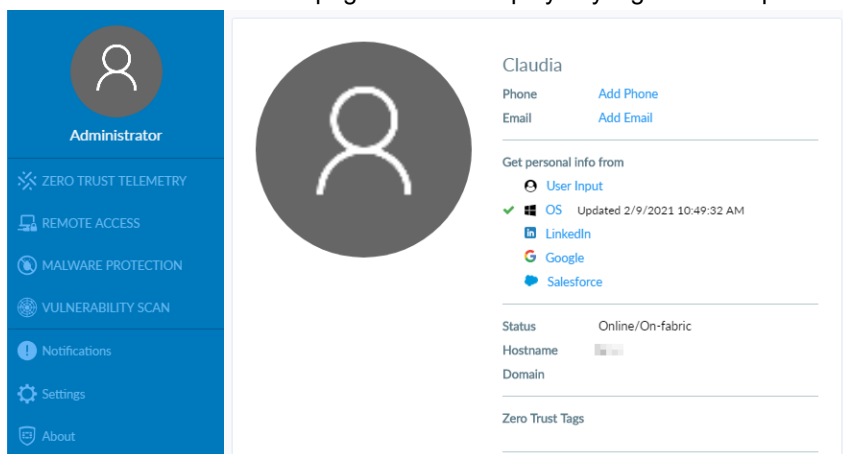 Administrator
ZERO TRUST TELEMETRY
REMOTE ACCESS
MALWARE PROTECTION
VULNERABILITY SCAN
Notifications
Settings
About
Claudia
Phone Add Phone
Email Add Email
Get personal info from
User Input
OS Updated 2/9/2021 10:49:32 AM
LinkedIn
Google
Salesforce
Status Online/On-fabric
Hostname
Domain
Zero Trust Tags